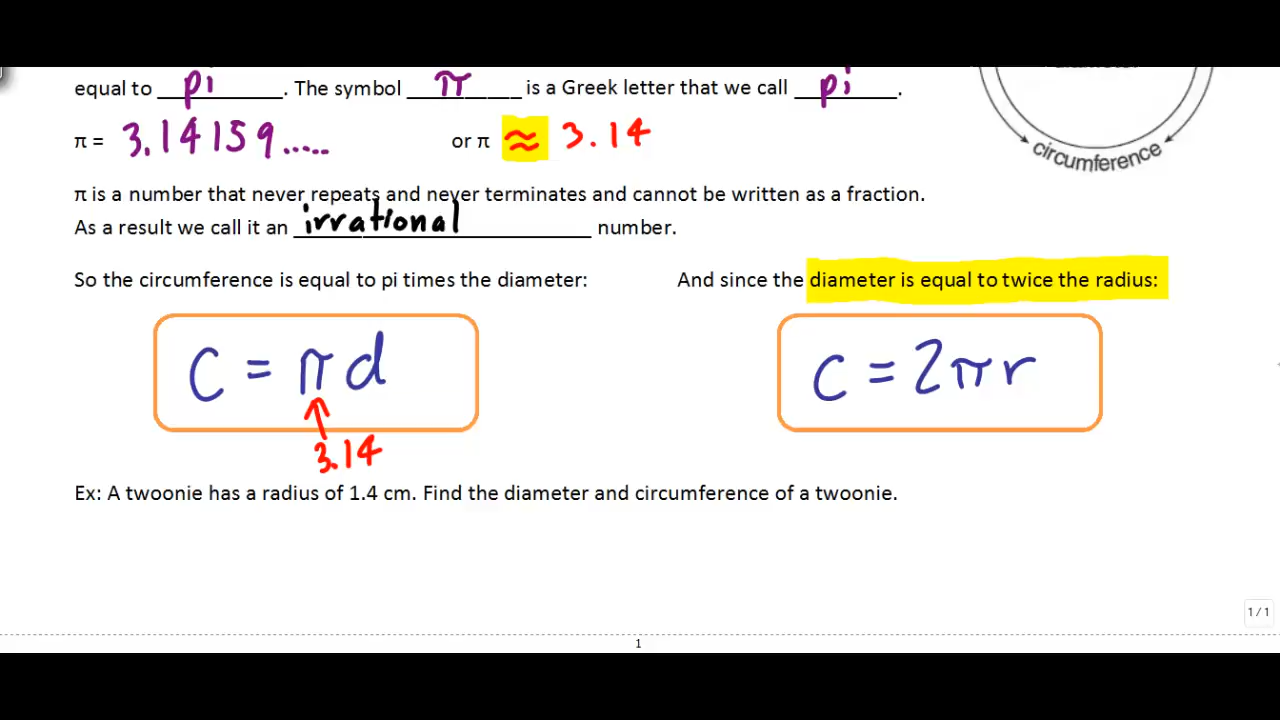 equal to pi. The symbol π is a Greek letter that we call pi.
π = 3.14159..... or π ≈ 3.14
circumference
π is a number that never repeats and never terminates and cannot be written as a fraction.
As a result we call it an irrational number.
So the circumference is equal to pi times the diameter: And since the diameter is equal to twice the radius:
C = πd
C = 2πr
3.14
Ex: A twoonie has a radius of 1.4 cm. Find the diameter and circumference of a twoonie.
1 / 1
1